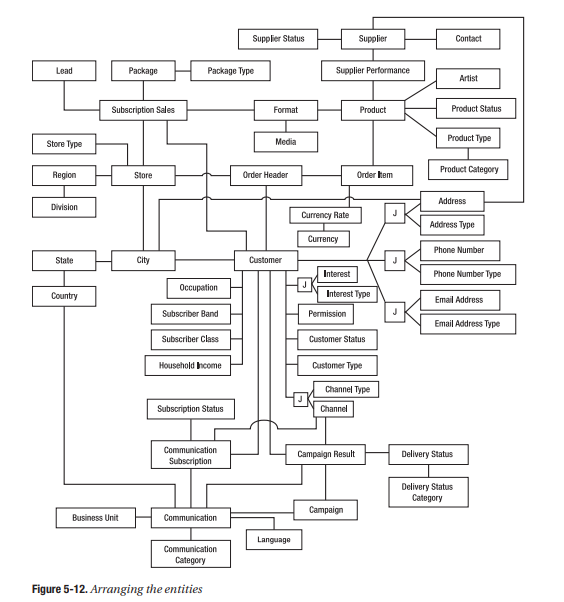 Supplier Status
Supplier
Contact
Lead
Package
Package Type
Supplier Performance
Artist
Subscription Sales
Format
Product
Product Status
Media
Store Type
Product Type
Product Category
Region
Store
Order Header
Order Item
Division
Address
Currency Rate
J
Address Type
Currency
State
City
Customer
J
Phone Number
Phone Number Type
Country
Occupation
J
Interest
Interest Type
J
Email Address
Email Address Type
Subscriber Band
Permission
Subscriber Class
Customer Status
Household Income
Customer Type
J
Channel Type
Channel
Subscription Status
Communication
Subscription
Campaign Result
Delivery Status
Delivery Status
Category
Business Unit
Communication
Campaign
Language
Communication
Category
Figure 5-12. Arranging the entities